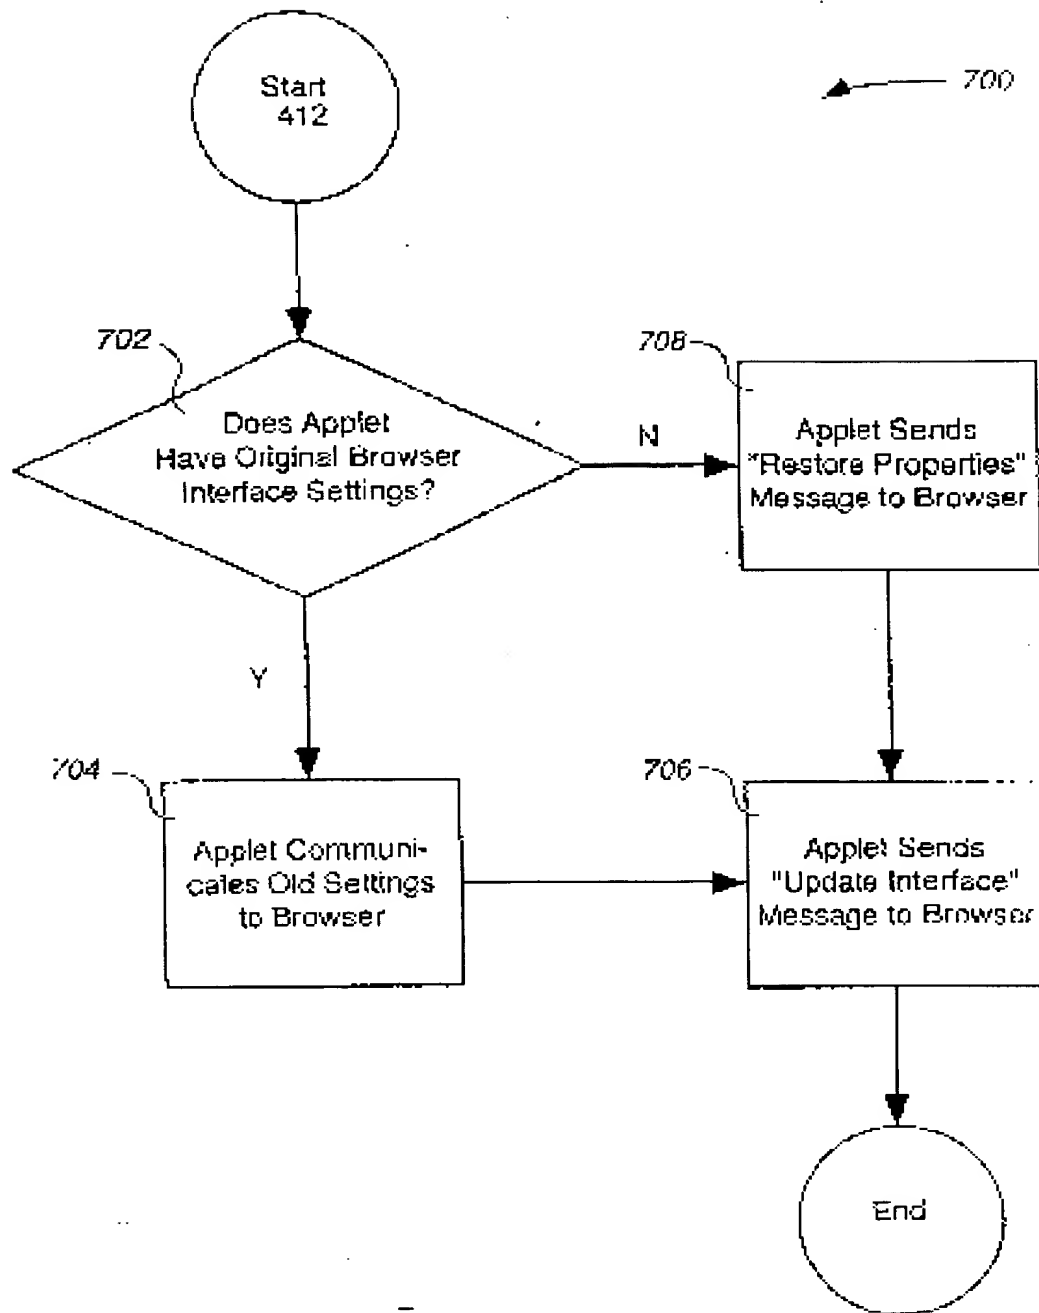 Start
412
700
702
Does Applet
Have Original Browser
Interface Settings?
N
708
Applet Sends
"Restore Properties"
Message to Browser
Y
704
Applet Communi-
cates Old Settings
to Browser
706
Applet Sends
"Update Interface"
Message to Browser
End